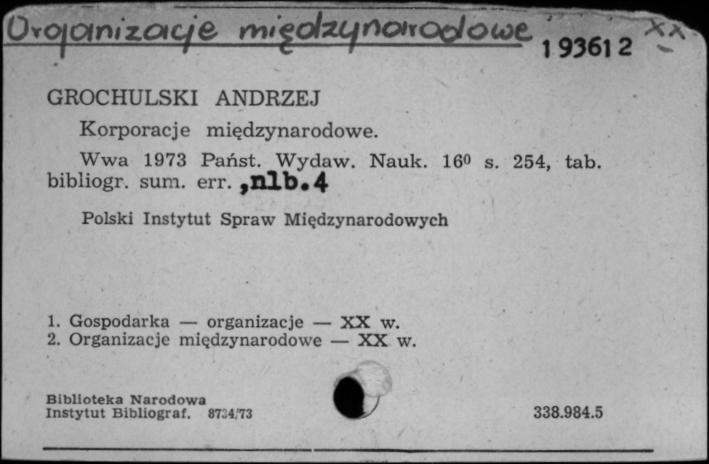 Organizacje międzynarodowe XX
193612
GROCHULSKI ANDRZEJ
Korporacje międzynarodowe.
Wwa 1973 Państ. Wydaw. Nauk. 16⁰ s. 254, tab.
bibliogr. sum. err. ,nlb.4
Polski Instytut Spraw Międzynarodowych
1. Gospodarka — organizacje — XX w.
2. Organizacje międzynarodowe — XX w.
Biblioteka Narodowa
Instytut Bibliograf. 8734/73 338.984.5